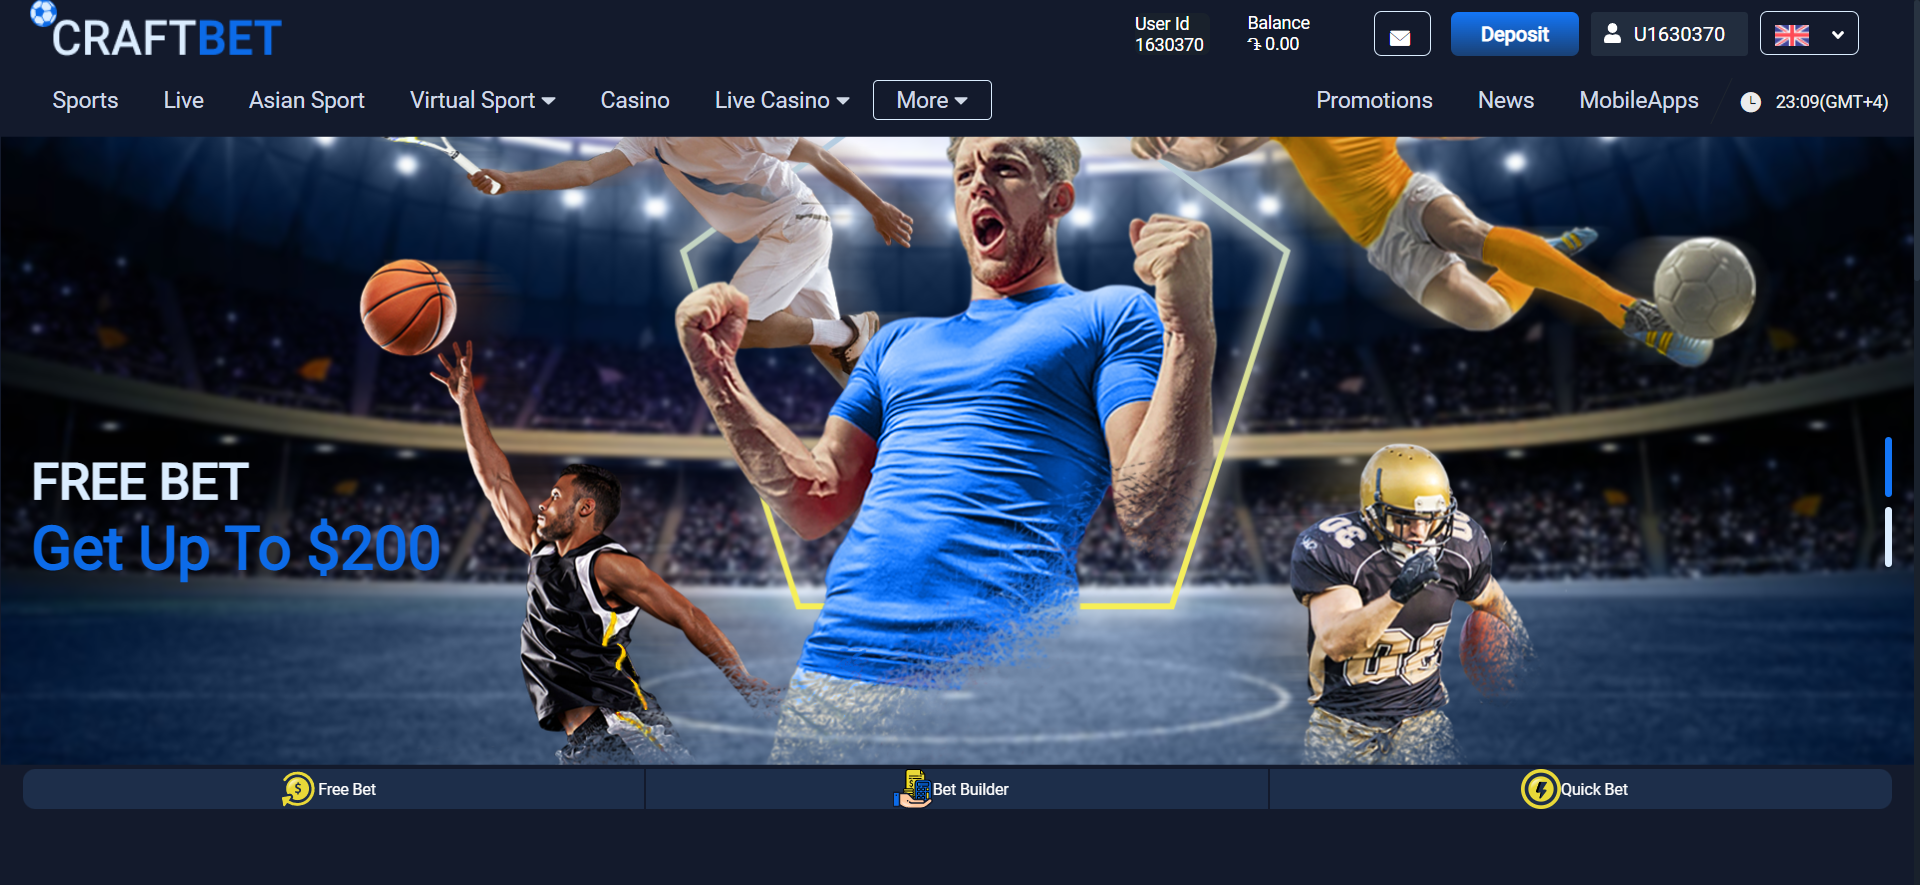 CRAFTBET
User Id
1630370
Balance
֏ 0.00
Deposit
U1630370
Sports
Live
Asian Sport
Virtual Sport
Casino
Live Casino
More
Promotions
News
MobileApps
23:09(GMT+4)
FREE BET
Get Up To $200
Free Bet
Bet Builder
Quick Bet